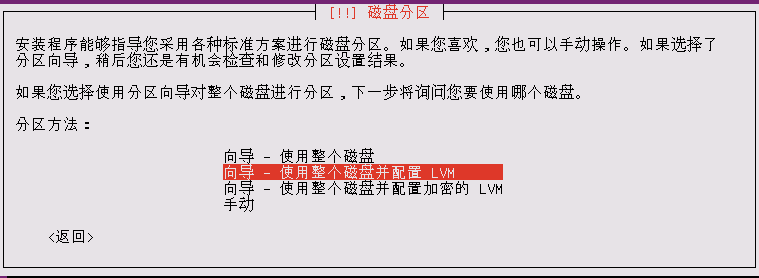 [!!] 磁盘分区
安装程序能够指导您采用各种标准方案进行磁盘分区。如果您喜欢,您也可以手动操作。如果选择了
分区向导,稍后您还是有机会检查和修改分区设置结果。
如果您选择使用分区向导对整个磁盘进行分区,下一步将询问您要使用哪个磁盘。
分区方法:
向导 - 使用整个磁盘
向导 - 使用整个磁盘并配置 LVM
向导 - 使用整个磁盘并配置加密的 LVM
手动
<返回>